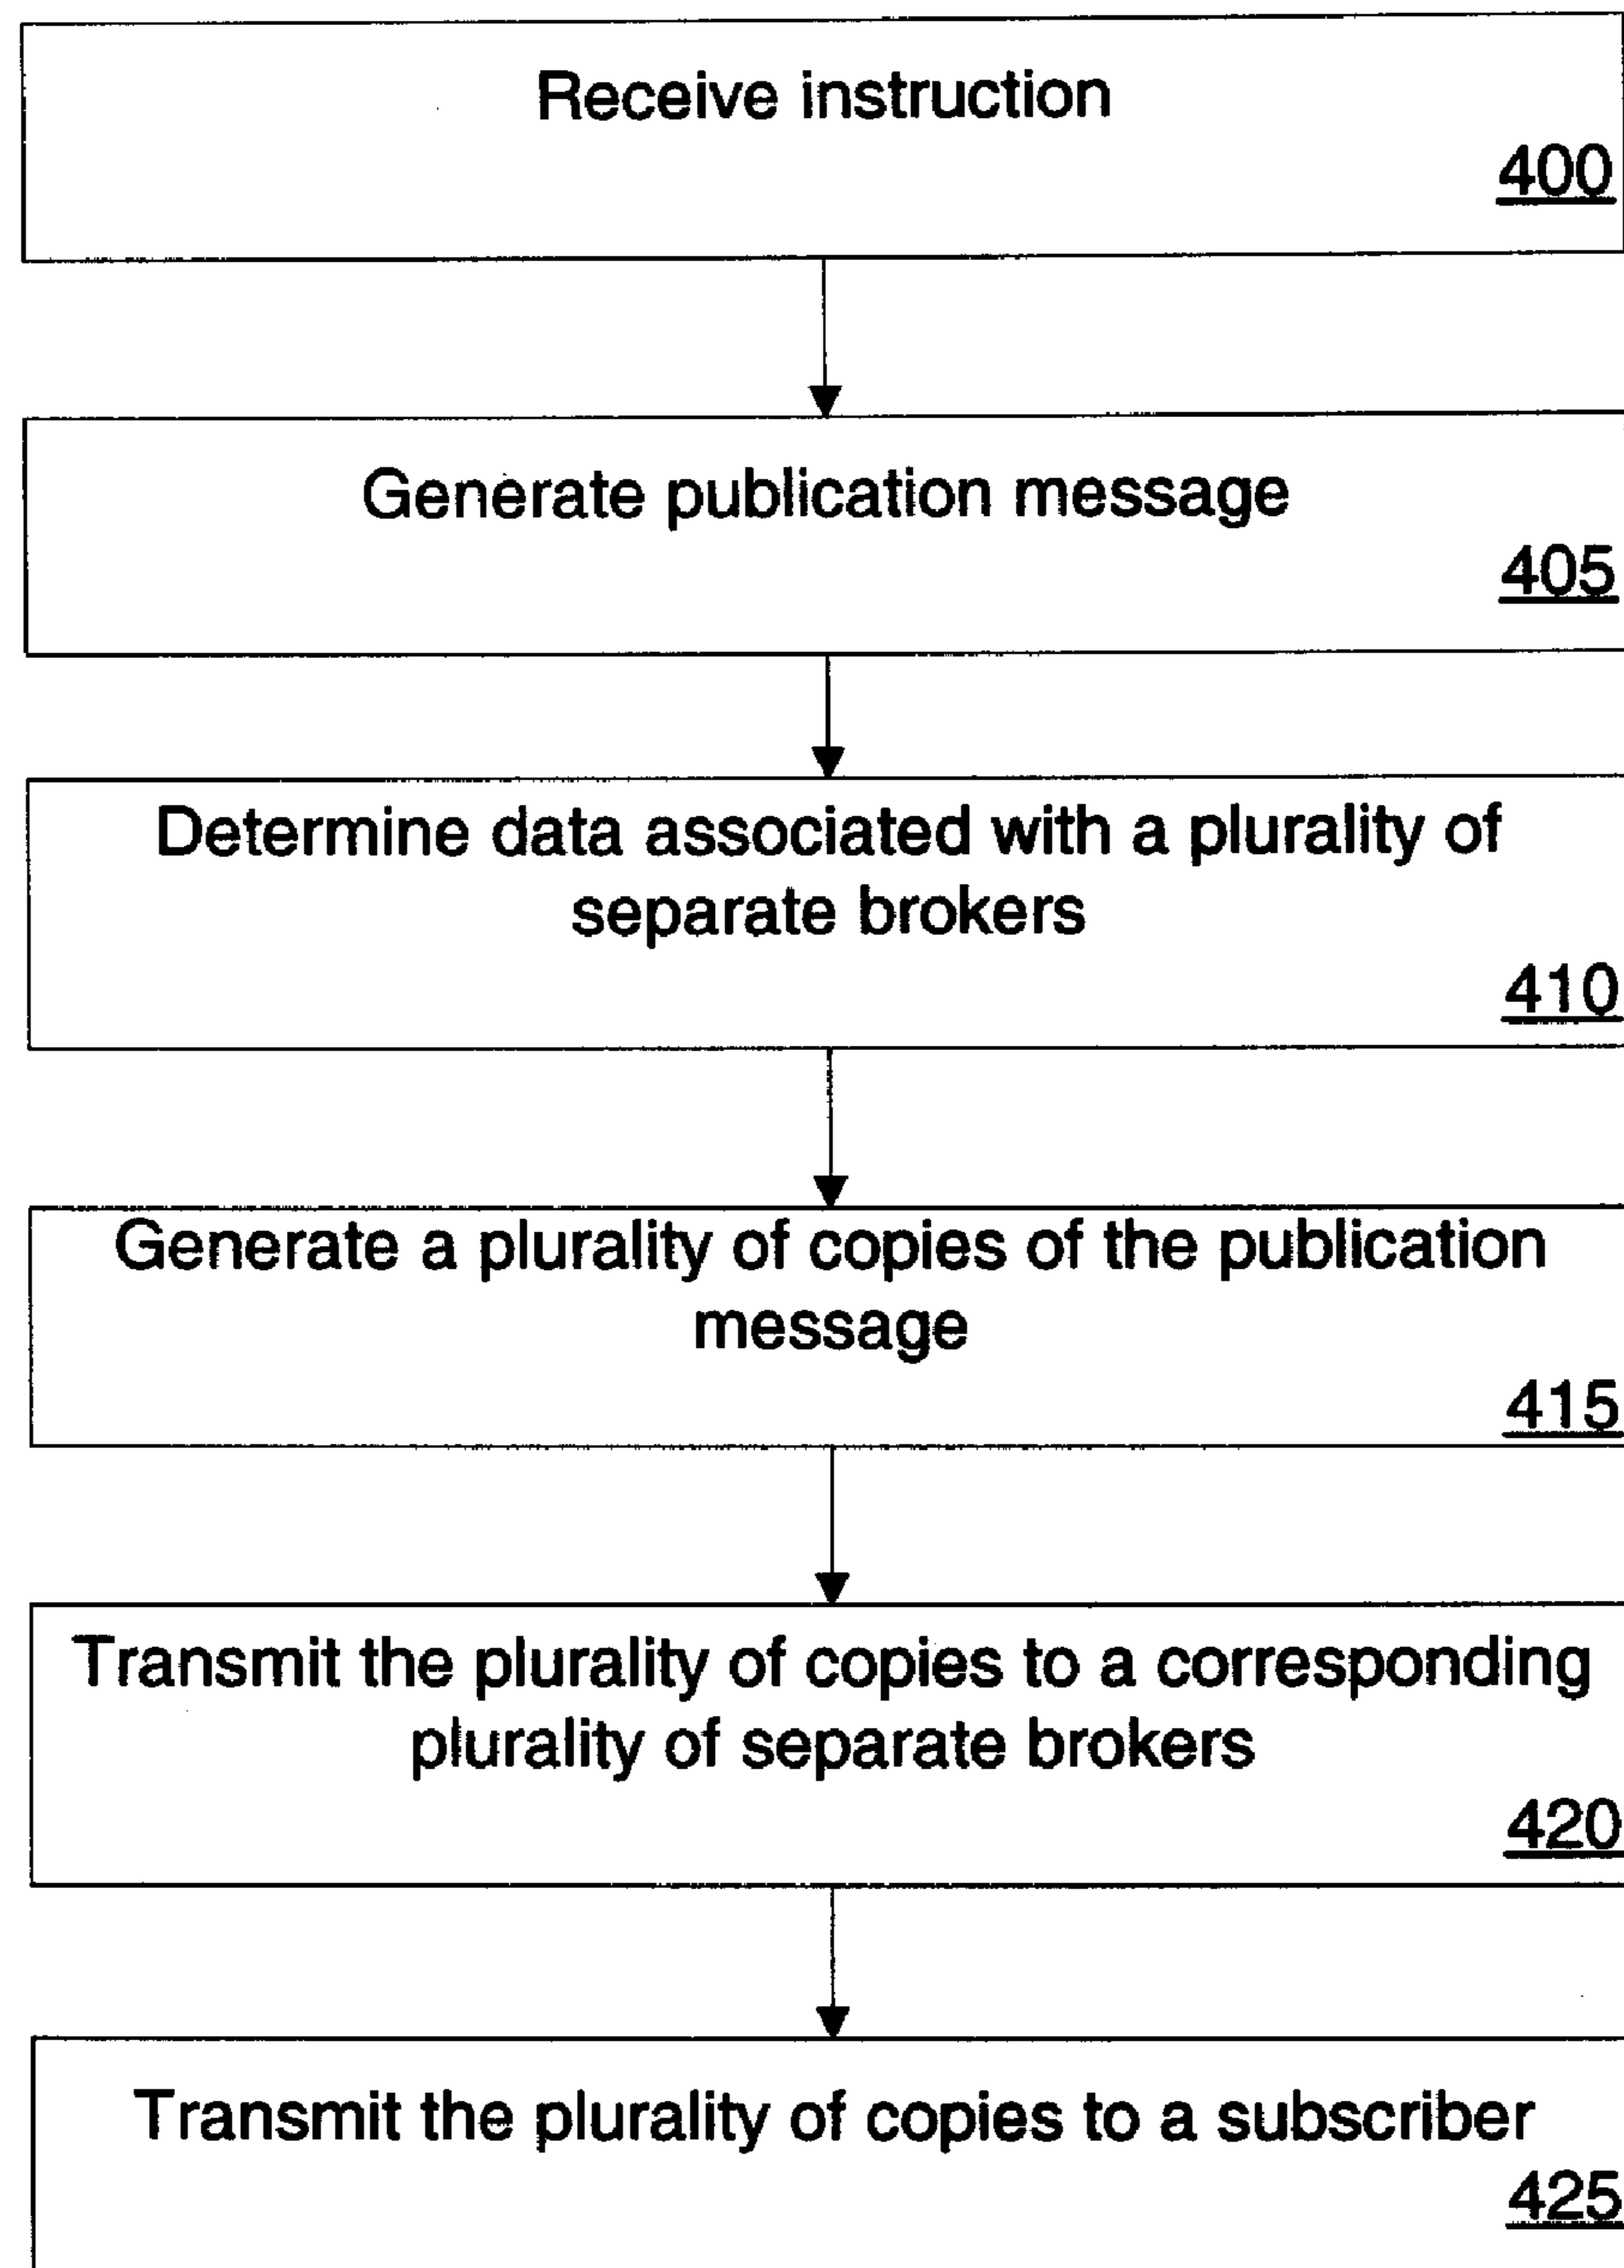 Receive instruction
400
Generate publication message
405
Determine data associated with a plurality of
separate brokers
410
Generate a plurality of copies of the publication
message
415
Transmit the plurality of copies to a corresponding
plurality of separate brokers
420
Transmit the plurality of copies to a subscriber
425